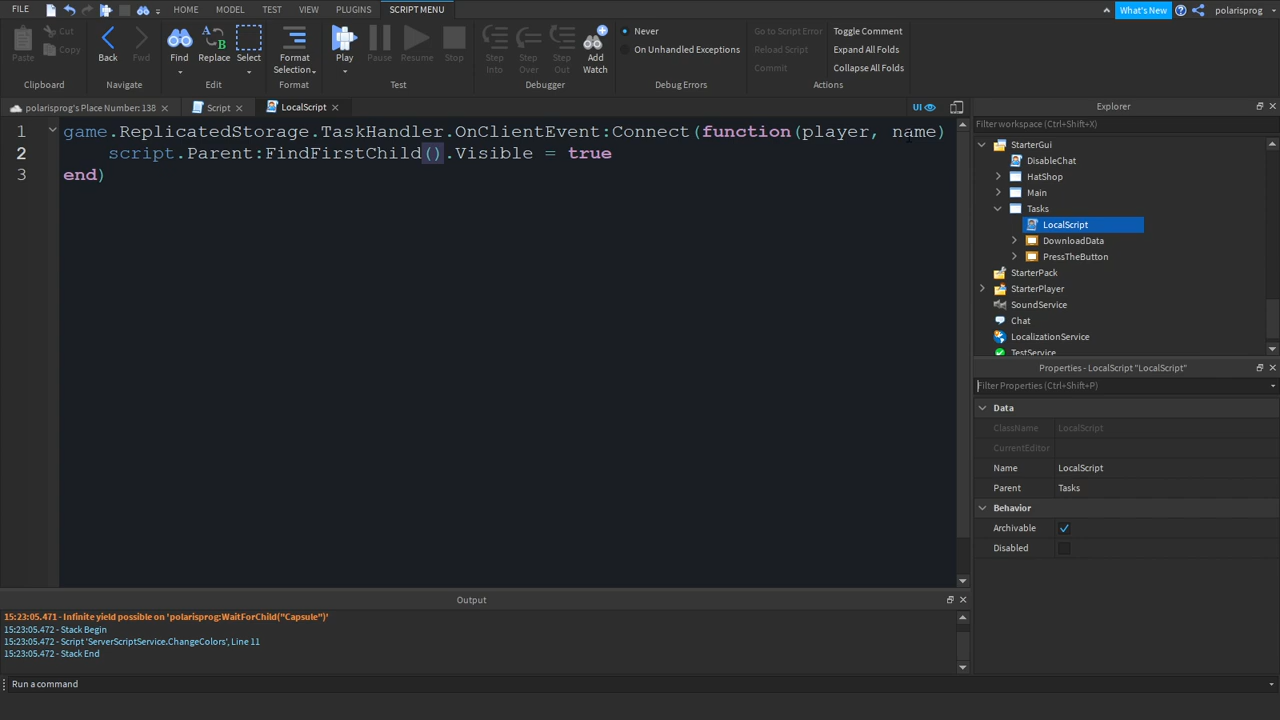 FILE HOME MODEL TEST VIEW PLUGINS SCRIPT MENU What's New polarisprog
Paste Cut Copy Back Fwd Find Replace Select Format Selection Play Pause Resume Stop Step Into Step Over Step Out Add Watch Never On Unhandled Exceptions Go to Script Error Reload Script Commit Toggle Comment Expand All Folds Collapse All Folds
Clipboard Navigate Edit Format Test Debugger Debug Errors Actions
polarisprog's Place Number: 138 Script LocalScript UI Explorer
Filter workspace (Ctrl+Shift+X)
1 game.ReplicatedStorage.TaskHandler.OnClientEvent:Connect(function(player, name)
2 script.Parent:FindFirstChild().Visible = true
3 end)
StarterGui
DisableChat
HatShop
Main
Tasks
LocalScript
DownloadData
PressTheButton
StarterPack
StarterPlayer
SoundService
Chat
LocalizationService
TestService
Properties - LocalScript "LocalScript"
Filter Properties (Ctrl+Shift+P)
Data
ClassName LocalScript
CurrentEditor
Name LocalScript
Parent Tasks
Behavior
Archivable
Disabled
Output
15:23:05.471 - Infinite yield possible on 'polarisprog:WaitForChild("Capsule")'
15:23:05.472 - Stack Begin
15:23:05.472 - Script 'ServerScriptService.ChangeColors', Line 11
15:23:05.472 - Stack End
Run a command